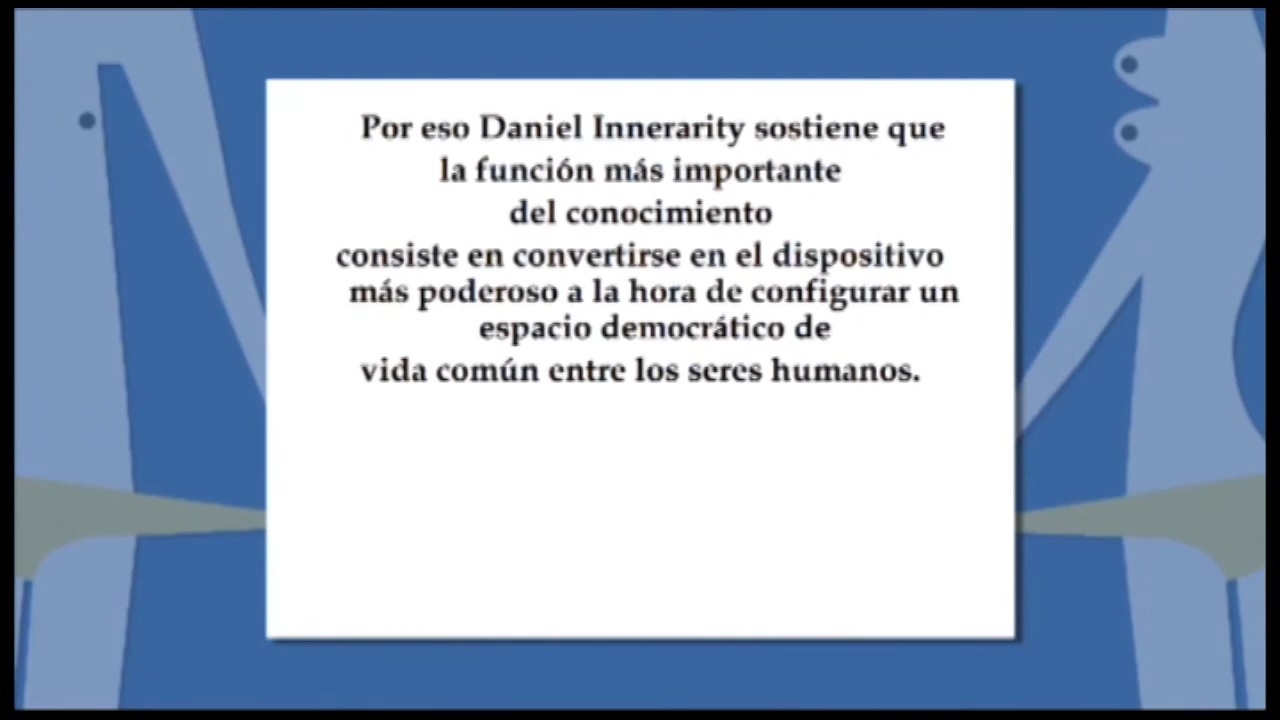 Por eso Daniel Innerarity sostiene que
la función más importante
del conocimiento
consiste en convertirse en el dispositivo
más poderoso a la hora de configurar un
espacio democrático de
vida común entre los seres humanos.